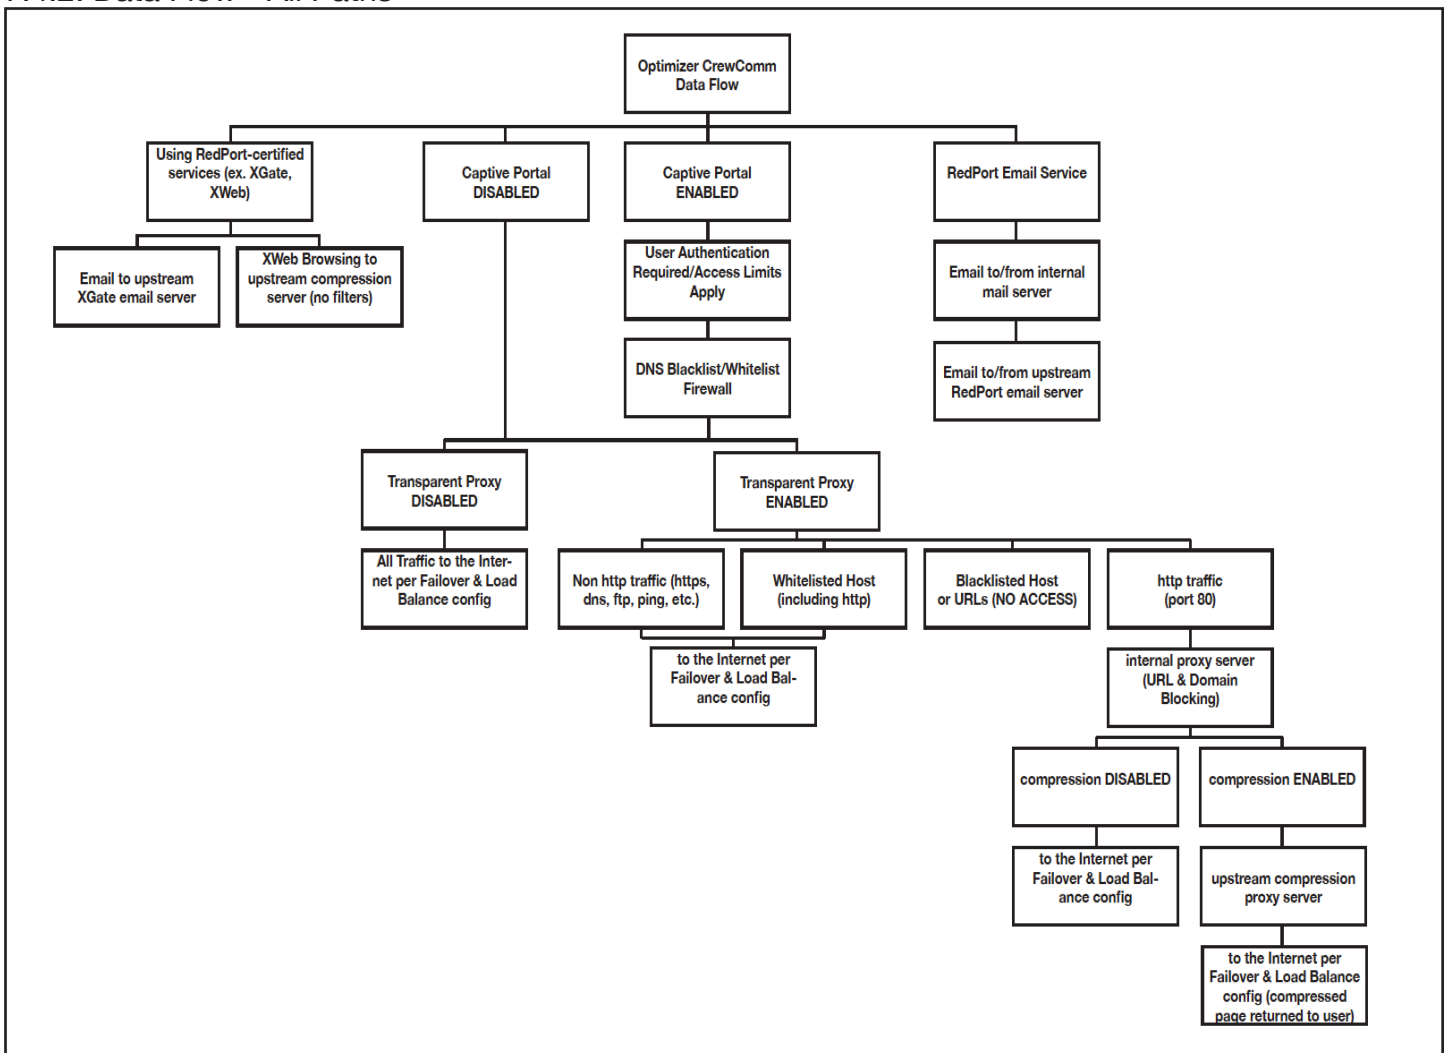 Optimizer CrewComm
Data Flow
Using RedPort-certified
services (ex. XGate,
XWeb)
Captive Portal
DISABLED
Captive Portal
ENABLED
RedPort Email Service
Email to upstream
XGate email server
XWeb Browsing to
upstream compression
server (no filters)
User Authentication
Required/Access Limits
Apply
Email to/from internal
mail server
DNS Blacklist/Whitelist
Firewall
Email to/from upstream
RedPort email server
Transparent Proxy
DISABLED
Transparent Proxy
ENABLED
All Traffic to the Inter-
net per Failover & Load
Balance config
Non http traffic (https,
dns, ftp, ping, etc.)
Whitelisted Host
(including http)
Blacklisted Host
or URLs (NO ACCESS)
http traffic
(port 80)
to the Internet per
Failover & Load Bal-
ance config
internal proxy server
(URL & Domain
Blocking)
compression DISABLED
compression ENABLED
to the Internet per
Failover & Load Bal-
ance config
upstream compression
proxy server
to the Internet per
Failover & Load Balance
config (compressed
page returned to user)